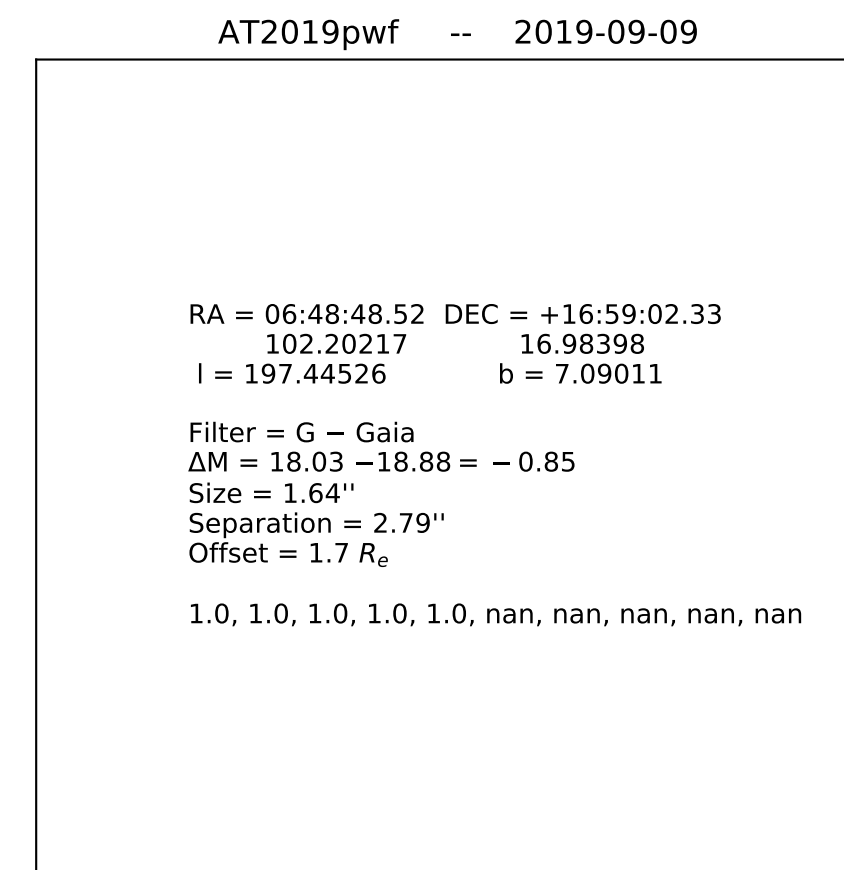 AT2019pwf -- 2019-09-09
RA = 06:48:48.52 DEC = +16:59:02.33
102.20217 16.98398
l = 197.44526 b = 7.09011
Filter = G − Gaia
ΔM = 18.03 −18.88 = − 0.85
Size = 1.64''
Separation = 2.79''
Offset = 1.7 Rₑ
1.0, 1.0, 1.0, 1.0, 1.0, nan, nan, nan, nan, nan